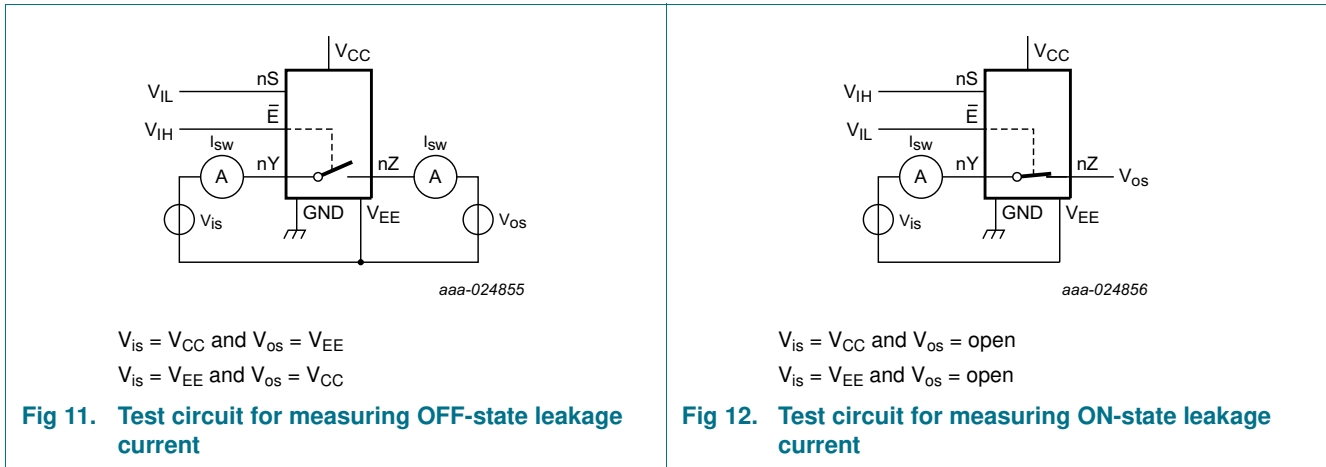 VCC
nS
VIL
Ē
VIH
Isw
nY
nZ
Isw
A
A
GND
VEE
Vis
Vos
aaa-024855
Vis = VCC and Vos = VEE
Vis = VEE and Vos = VCC
Fig 11. Test circuit for measuring OFF-state leakage
current
VCC
nS
VIH
Ē
VIL
Isw
nY
nZ
A
Vos
GND
VEE
Vis
aaa-024856
Vis = VCC and Vos = open
Vis = VEE and Vos = open
Fig 12. Test circuit for measuring ON-state leakage
current